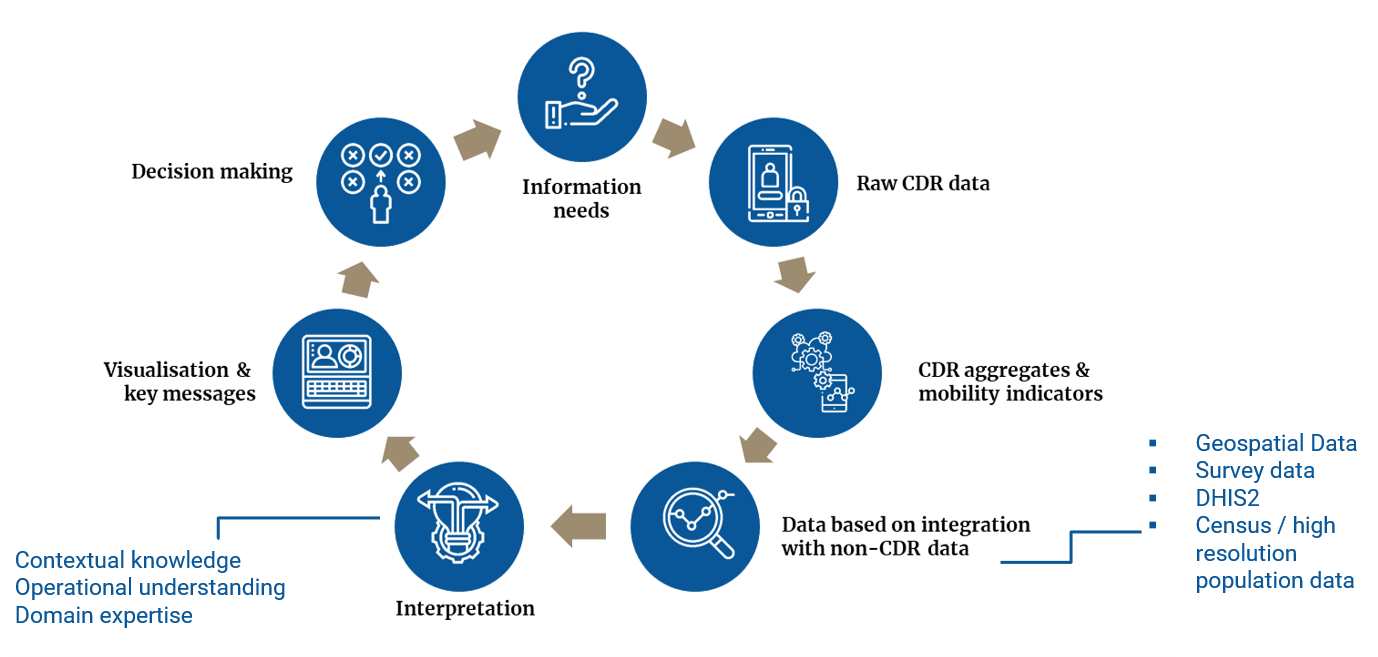 Information
needs
Raw CDR data
CDR aggregates &
mobility indicators
Data based on integration
with non-CDR data
▪ Geospatial Data
▪ Survey data
▪ DHIS2
▪ Census / high
resolution
population data
Interpretation
Contextual knowledge
Operational understanding
Domain expertise
Visualisation &
key messages
Decision making